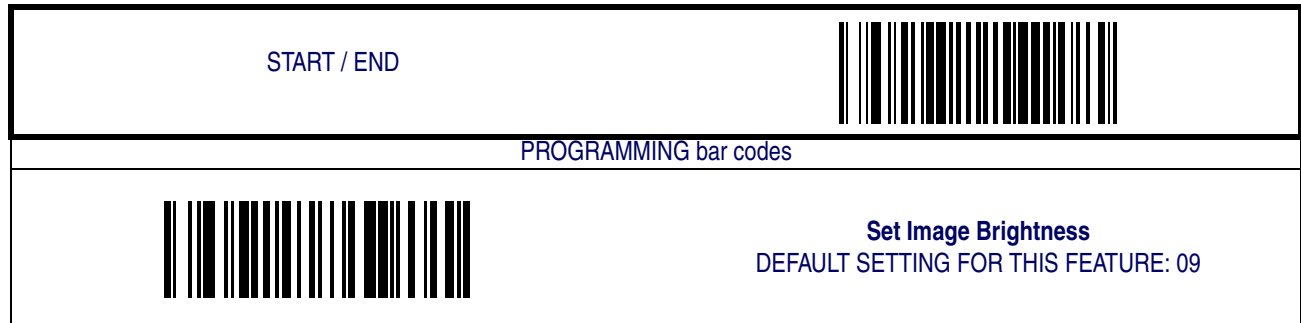 START / END
PROGRAMMING bar codes
Set Image Brightness
DEFAULT SETTING FOR THIS FEATURE: 09